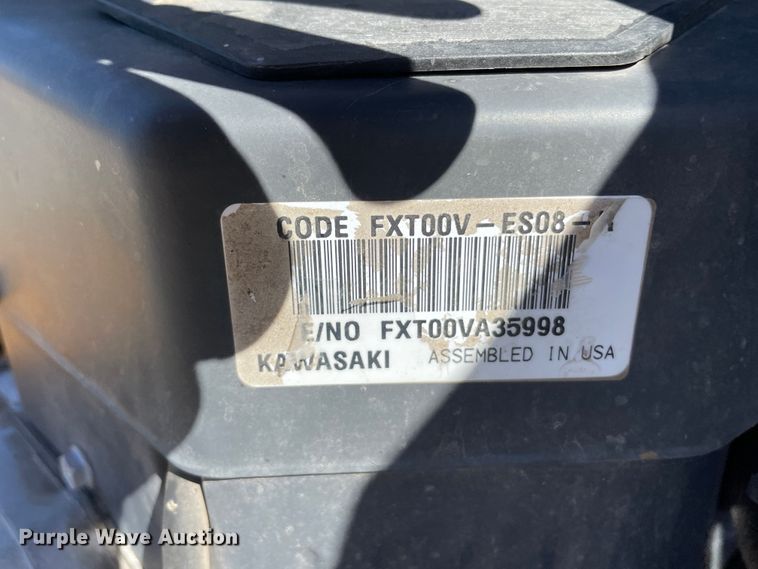 CODE FXT00V-ES08-
E/NO FXT00VA35998
KAWASAKI ASSEMBLED IN USA
Purple Wave Auction